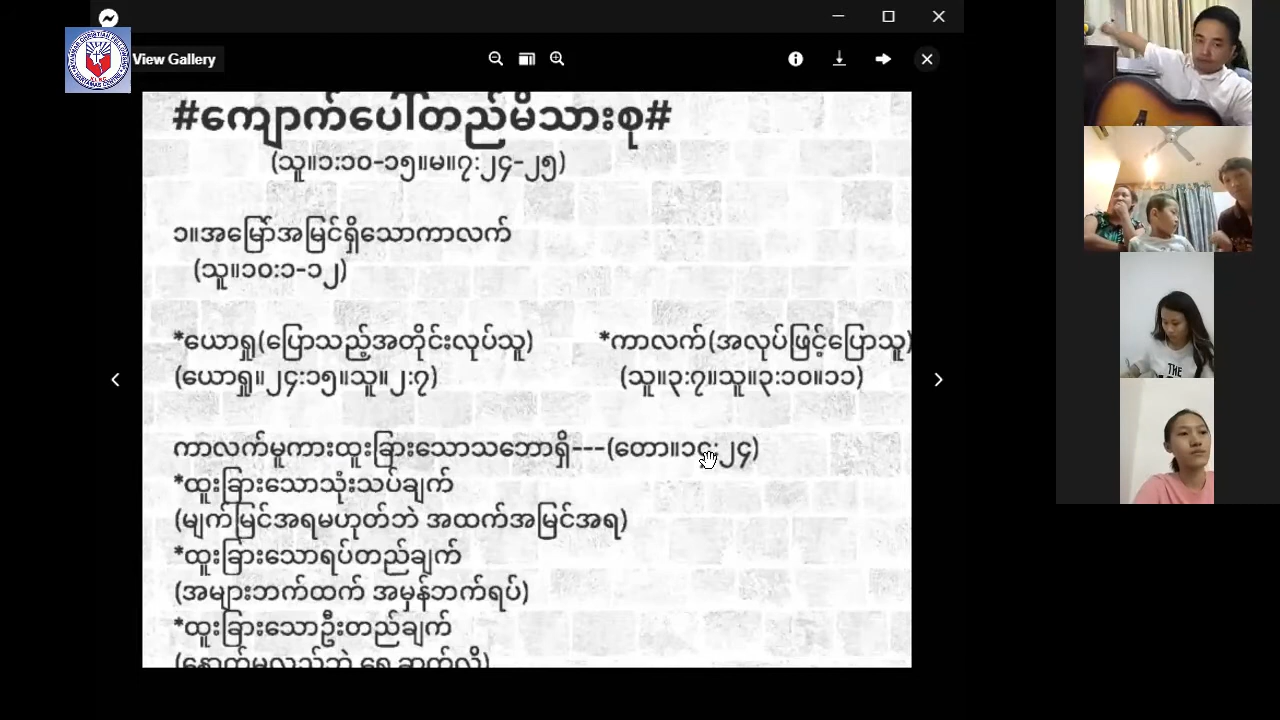 View Gallery
#ကျောက်ပေါ်တည်မိသားစု#
(သူ။၁:၁၀-၁၅။မ။၇:၂၄-၂၅)
၁။အမြော်အမြင်ရှိသောကာလက်
(သူ။၁၀:၁-၁၂)
*ယောရှု(ပြောသည့်အတိုင်းလုပ်သူ) *ကာလက်(အလုပ်ဖြင့်ပြောသူ)
(ယောရှု။၂၄:၁၅။သူ။၂:၇) (သူ။၃:၇။သူ။၃:၁၀။၁၁)
ကာလက်မူကားထူးခြားသောသဘောရှိ---(တော။၁၄:၂၄)
*ထူးခြားသောသုံးသပ်ချက်
(မျက်မြင်အရမဟုတ်ဘဲ အထက်အမြင်အရ)
*ထူးခြားသောရပ်တည်ချက်
(အများဘက်ထက် အမှန်ဘက်ရပ်)
*ထူးခြားသောဦးတည်ချက်
THE